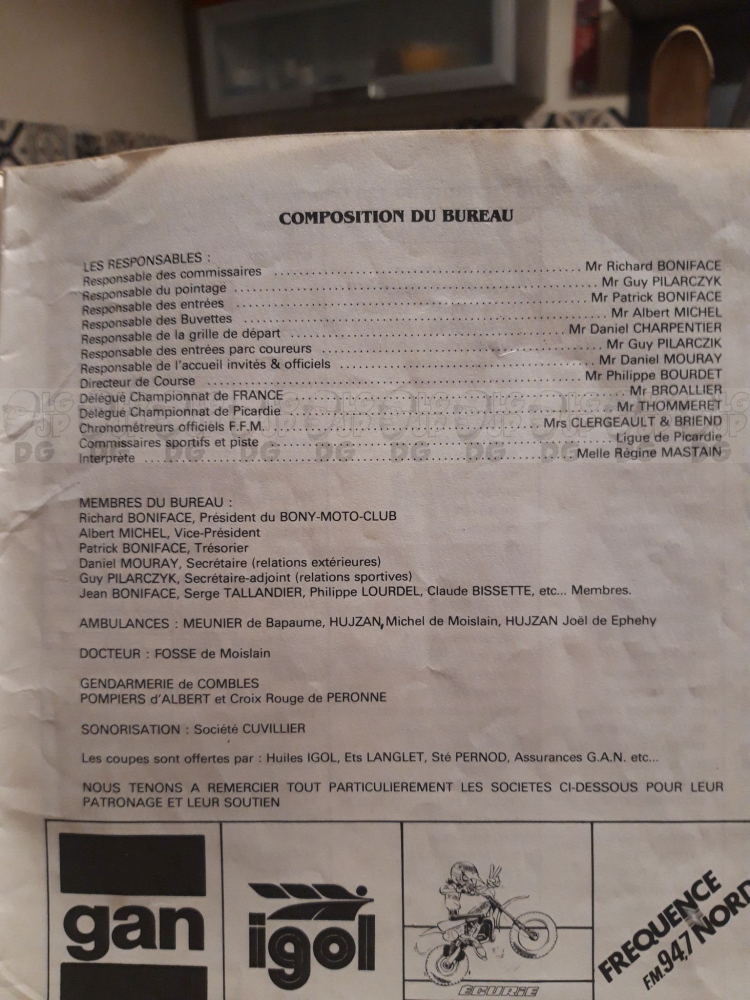 COMPOSITION DU BUREAU
LES RESPONSABLES :
Responsable des commissaires ........ Mr Richard BONIFACE
Responsable du pointage ........ Mr Guy PILARCZYK
Responsable des entrées ........ Mr Patrick BONIFACE
Responsable des Buvettes ........ Mr Albert MICHEL
Responsable de la grille de départ ........ Mr Daniel CHARPENTIER
Responsable des entrées parc coureurs ........ Mr Guy PILARCZIK
Responsable de l'accueil invités & officiels ........ Mr Daniel MOURAY
Directeur de Course ........ Mr Philippe BOURDET
Délégué Championnat de FRANCE ........ Mr BROALLIER
Délégué Championnat de Picardie ........ Mr THOMMERET
Chronométreurs officiels F.F.M. ........ Mrs CLERGEAULT & BRIEND
Commissaires sportifs et piste ........ Ligue de Picardie
Interprète ........ Melle Régine MASTAIN
MEMBRES DU BUREAU :
Richard BONIFACE, Président du BONY-MOTO-CLUB
Albert MICHEL, Vice-Président
Patrick BONIFACE, Trésorier
Daniel MOURAY, Secrétaire (relations extérieures)
Guy PILARCZYK, Secrétaire-adjoint (relations sportives)
Jean BONIFACE, Serge TALLANDIER, Philippe LOURDEL, Claude BISSETTE, etc... Membres.
AMBULANCES : MEUNIER de Bapaume, HUJZAN, Michel de Moislain, HUJZAN Joël de Ephehy
DOCTEUR : FOSSE de Moislain
GENDARMERIE de COMBLES
POMPIERS d'ALBERT et Croix Rouge de PERONNE
SONORISATION : Société CUVILLIER
Les coupes sont offertes par : Huiles IGOL, Ets LANGLET, Sté PERNOD, Assurances G.A.N. etc...
NOUS TENONS A REMERCIER TOUT PARTICULIEREMENT LES SOCIETES CI-DESSOUS POUR LEUR
PATRONAGE ET LEUR SOUTIEN
gan
igol
ECURIE
FREQUENCE
F.M. 94,7 NORD